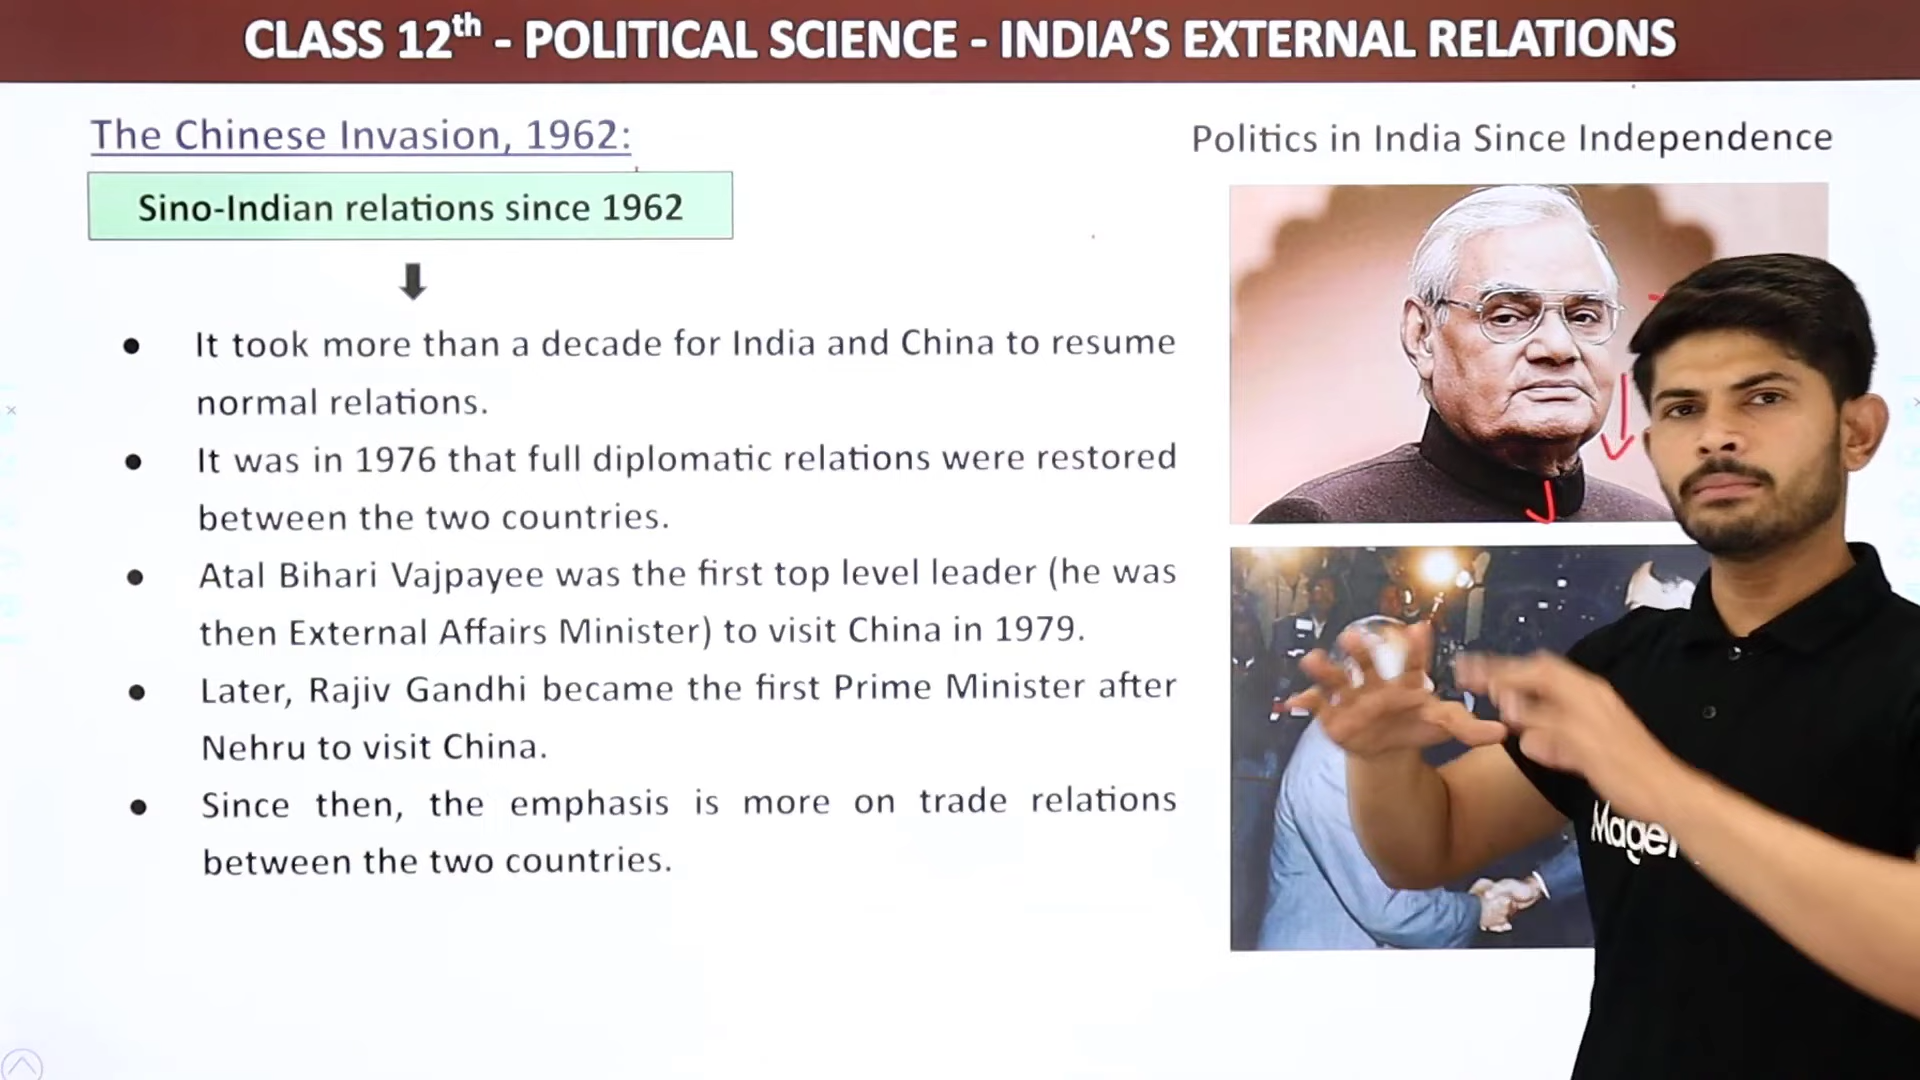 CLASS 12th - POLITICAL SCIENCE - INDIA'S EXTERNAL RELATIONS
The Chinese Invasion, 1962:
Politics in India Since Independence
Sino-Indian relations since 1962
● It took more than a decade for India and China to resume
normal relations.
● It was in 1976 that full diplomatic relations were restored
between the two countries.
● Atal Bihari Vajpayee was the first top level leader (he was
then External Affairs Minister) to visit China in 1979.
● Later, Rajiv Gandhi became the first Prime Minister after
Nehru to visit China.
● Since then, the emphasis is more on trade relations
between the two countries.